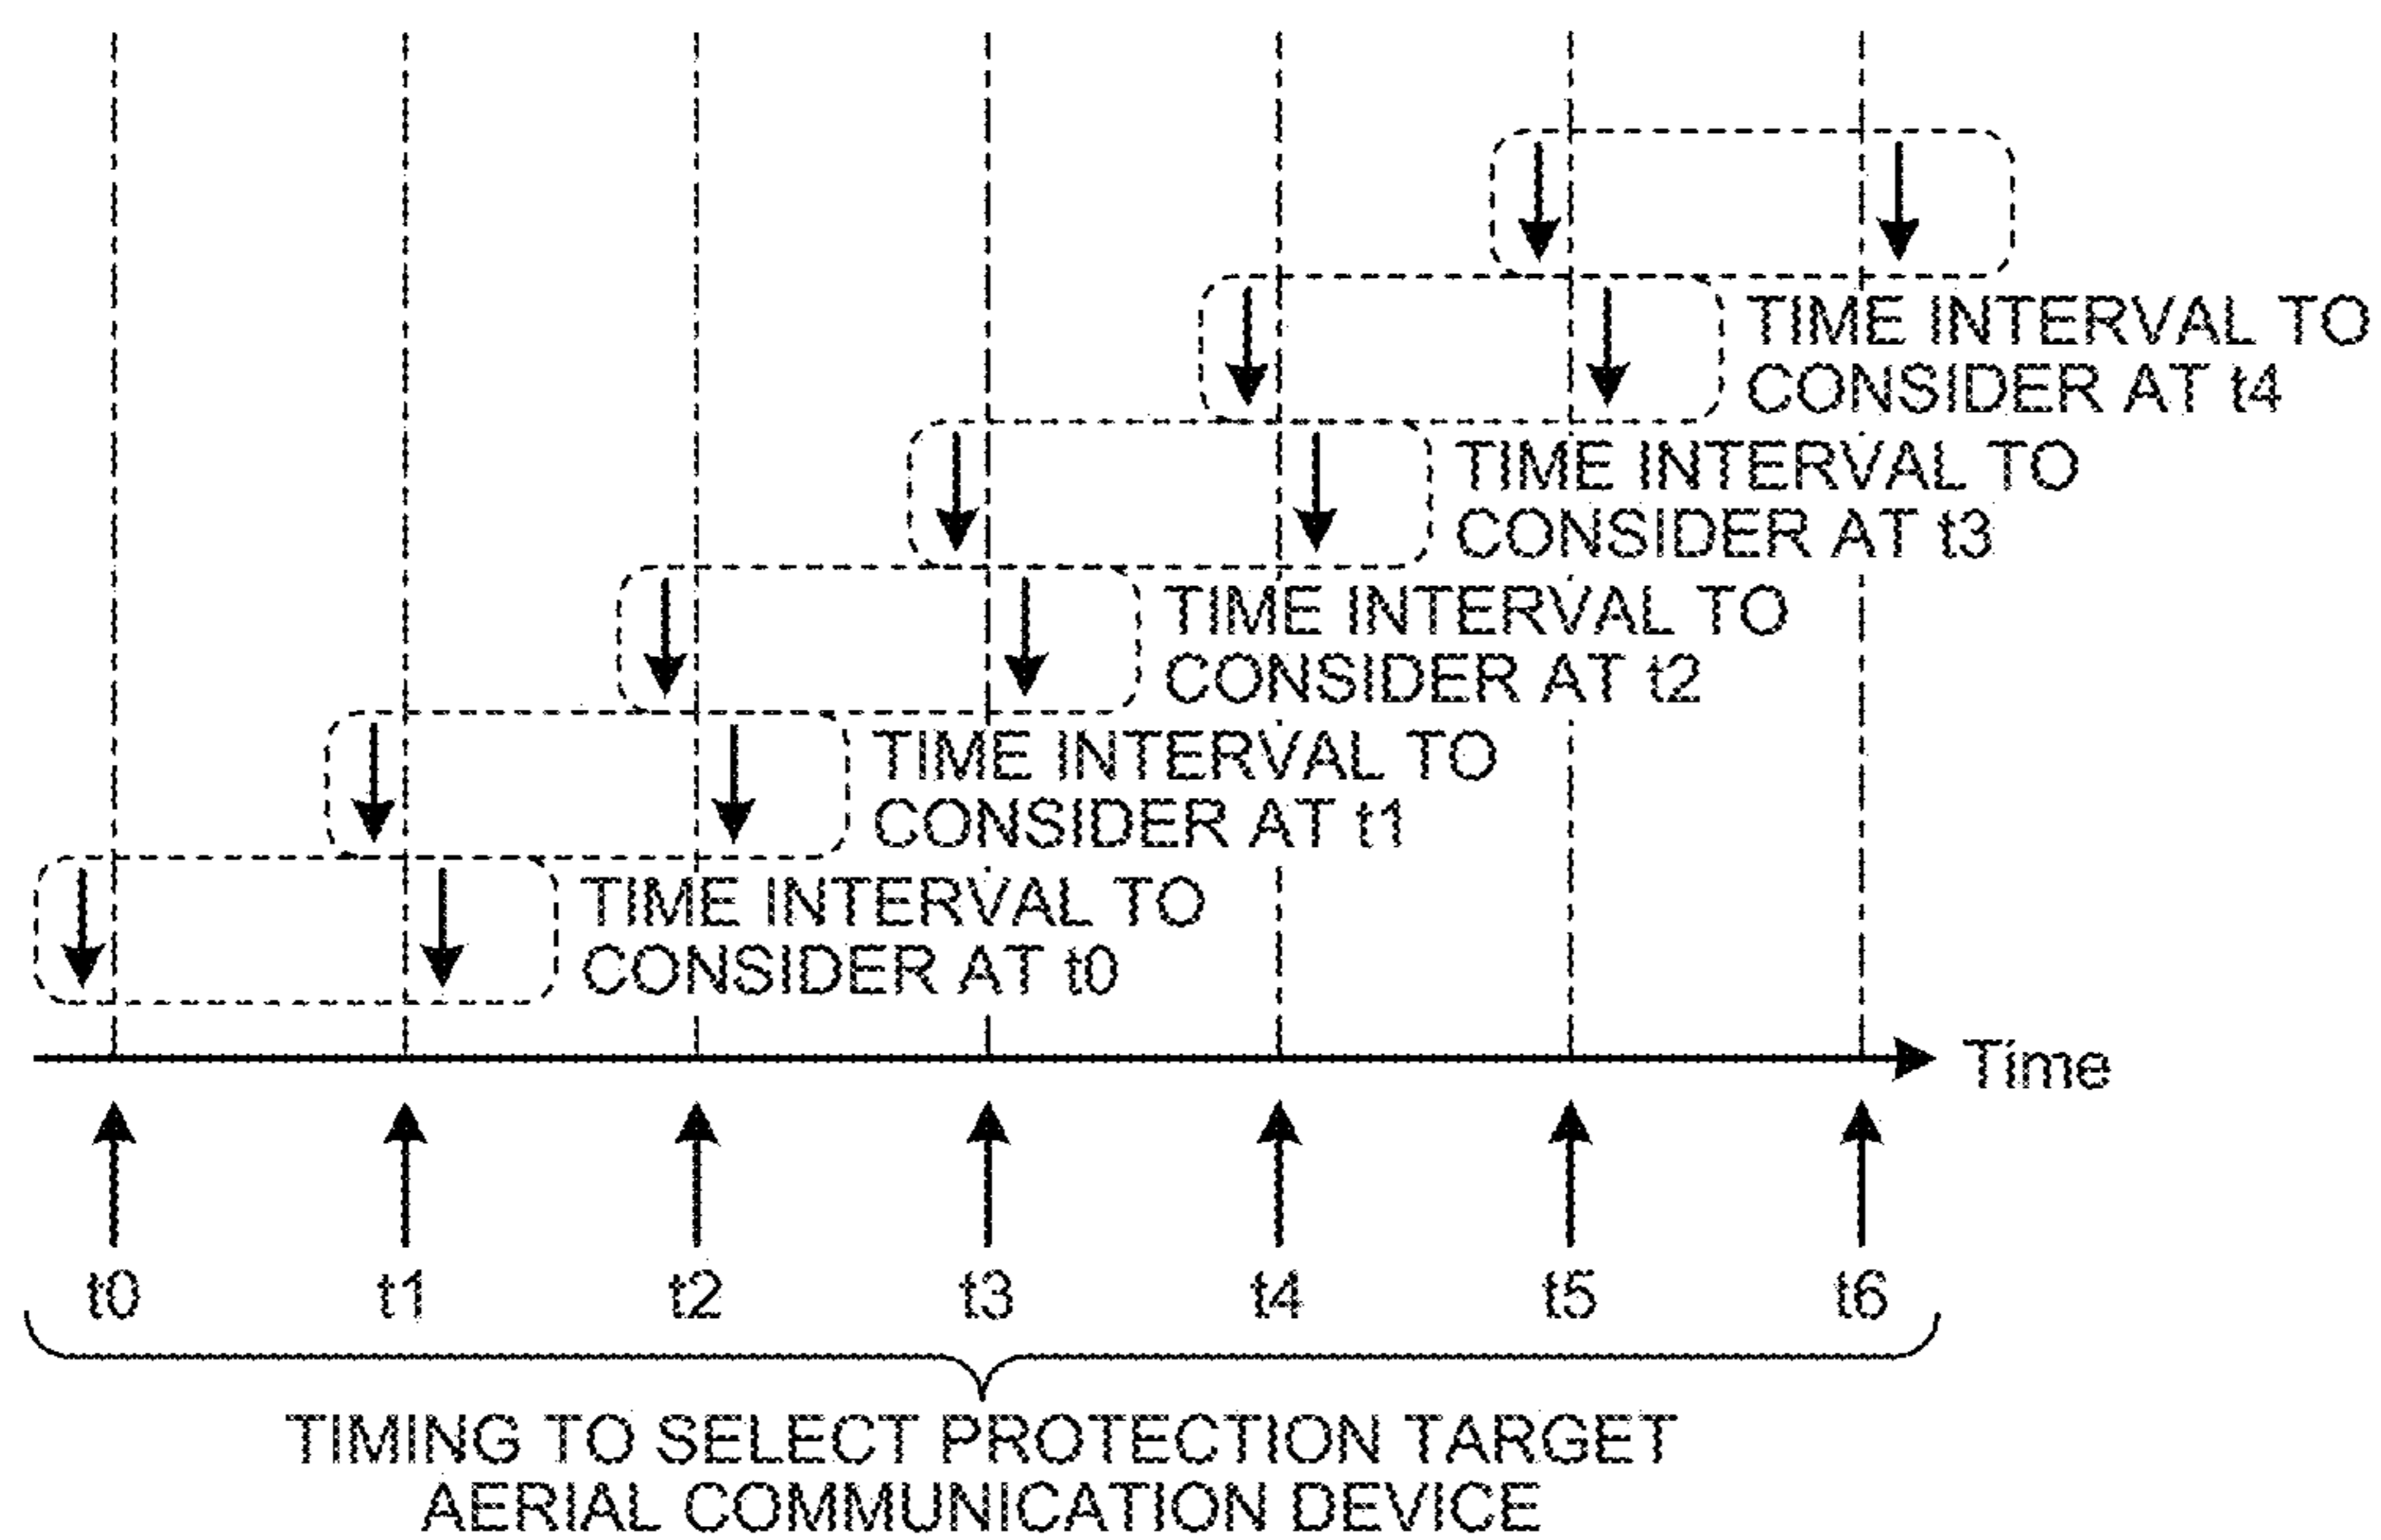 TIME INTERVAL TO
CONSIDER AT t4
TIME INTERVAL TO
CONSIDER AT t3
TIME INTERVAL TO
CONSIDER AT t2
TIME INTERVAL TO
CONSIDER AT t1
TIME INTERVAL TO
CONSIDER AT t0
Time
t0 t1 t2 t3 t4 t5 t6
TIMING TO SELECT PROTECTION TARGET
AERIAL COMMUNICATION DEVICE